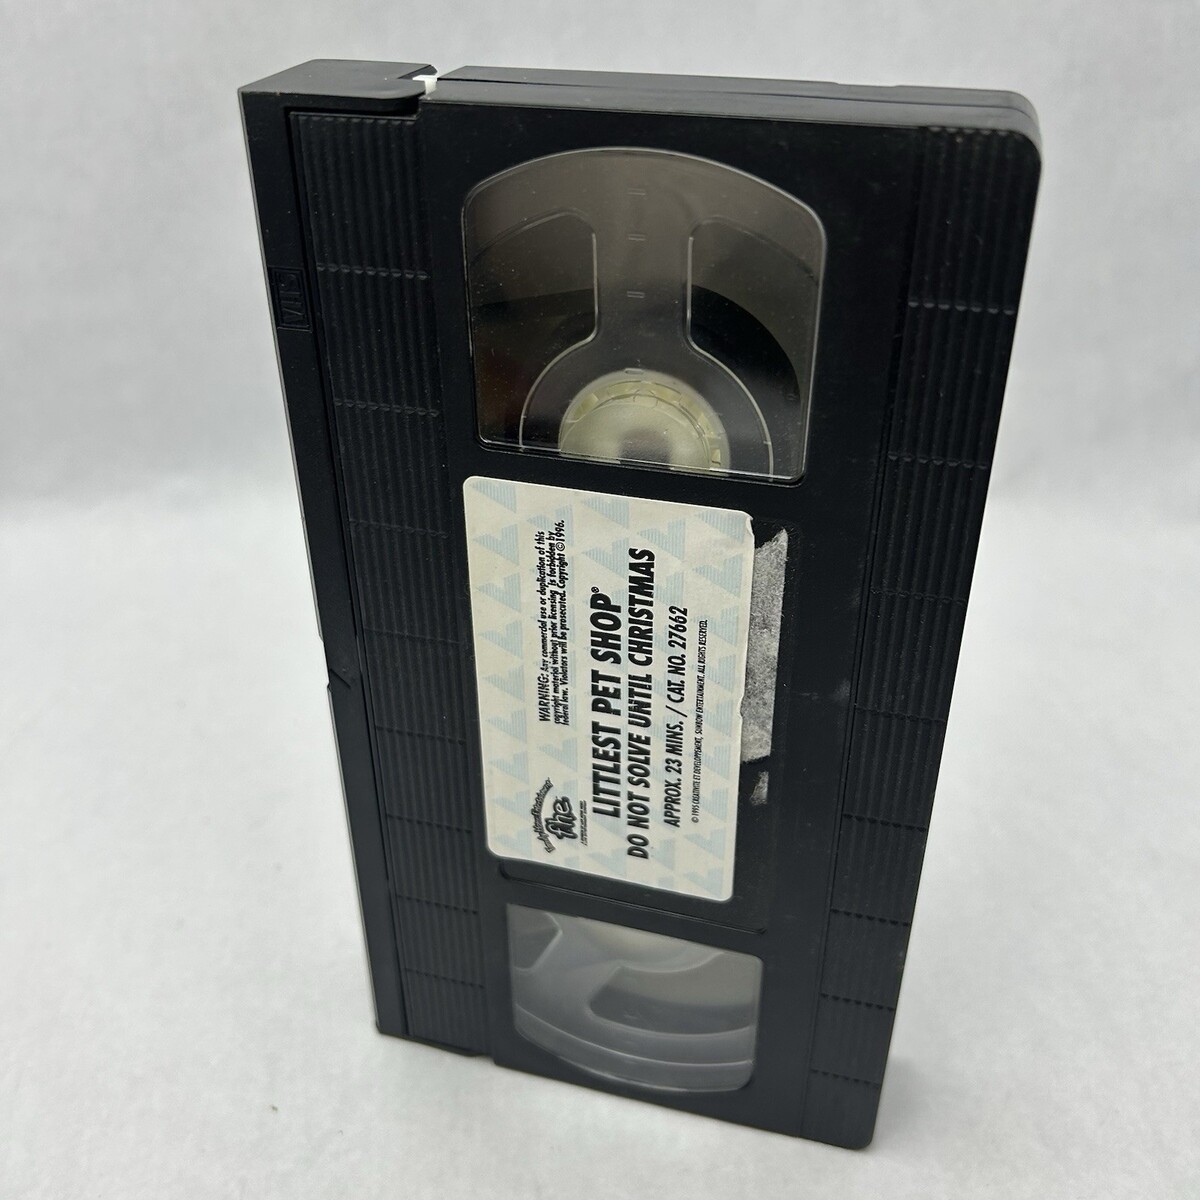 WARNING: Any commercial use or duplication of this
copyright material without prior licensing is forbidden by
federal law. Violators will be prosecuted. Copyright ©1996.
fhe
LITTLEST PET SHOP®
DO NOT SOLVE UNTIL CHRISTMAS
APPROX. 23 MINS. / CAT. NO. 27662
© 1995 CREATIVITE ET DEVELOPPEMENT, SUNBOW ENTERTAINMENT. ALL RIGHTS RESERVED.
VHS